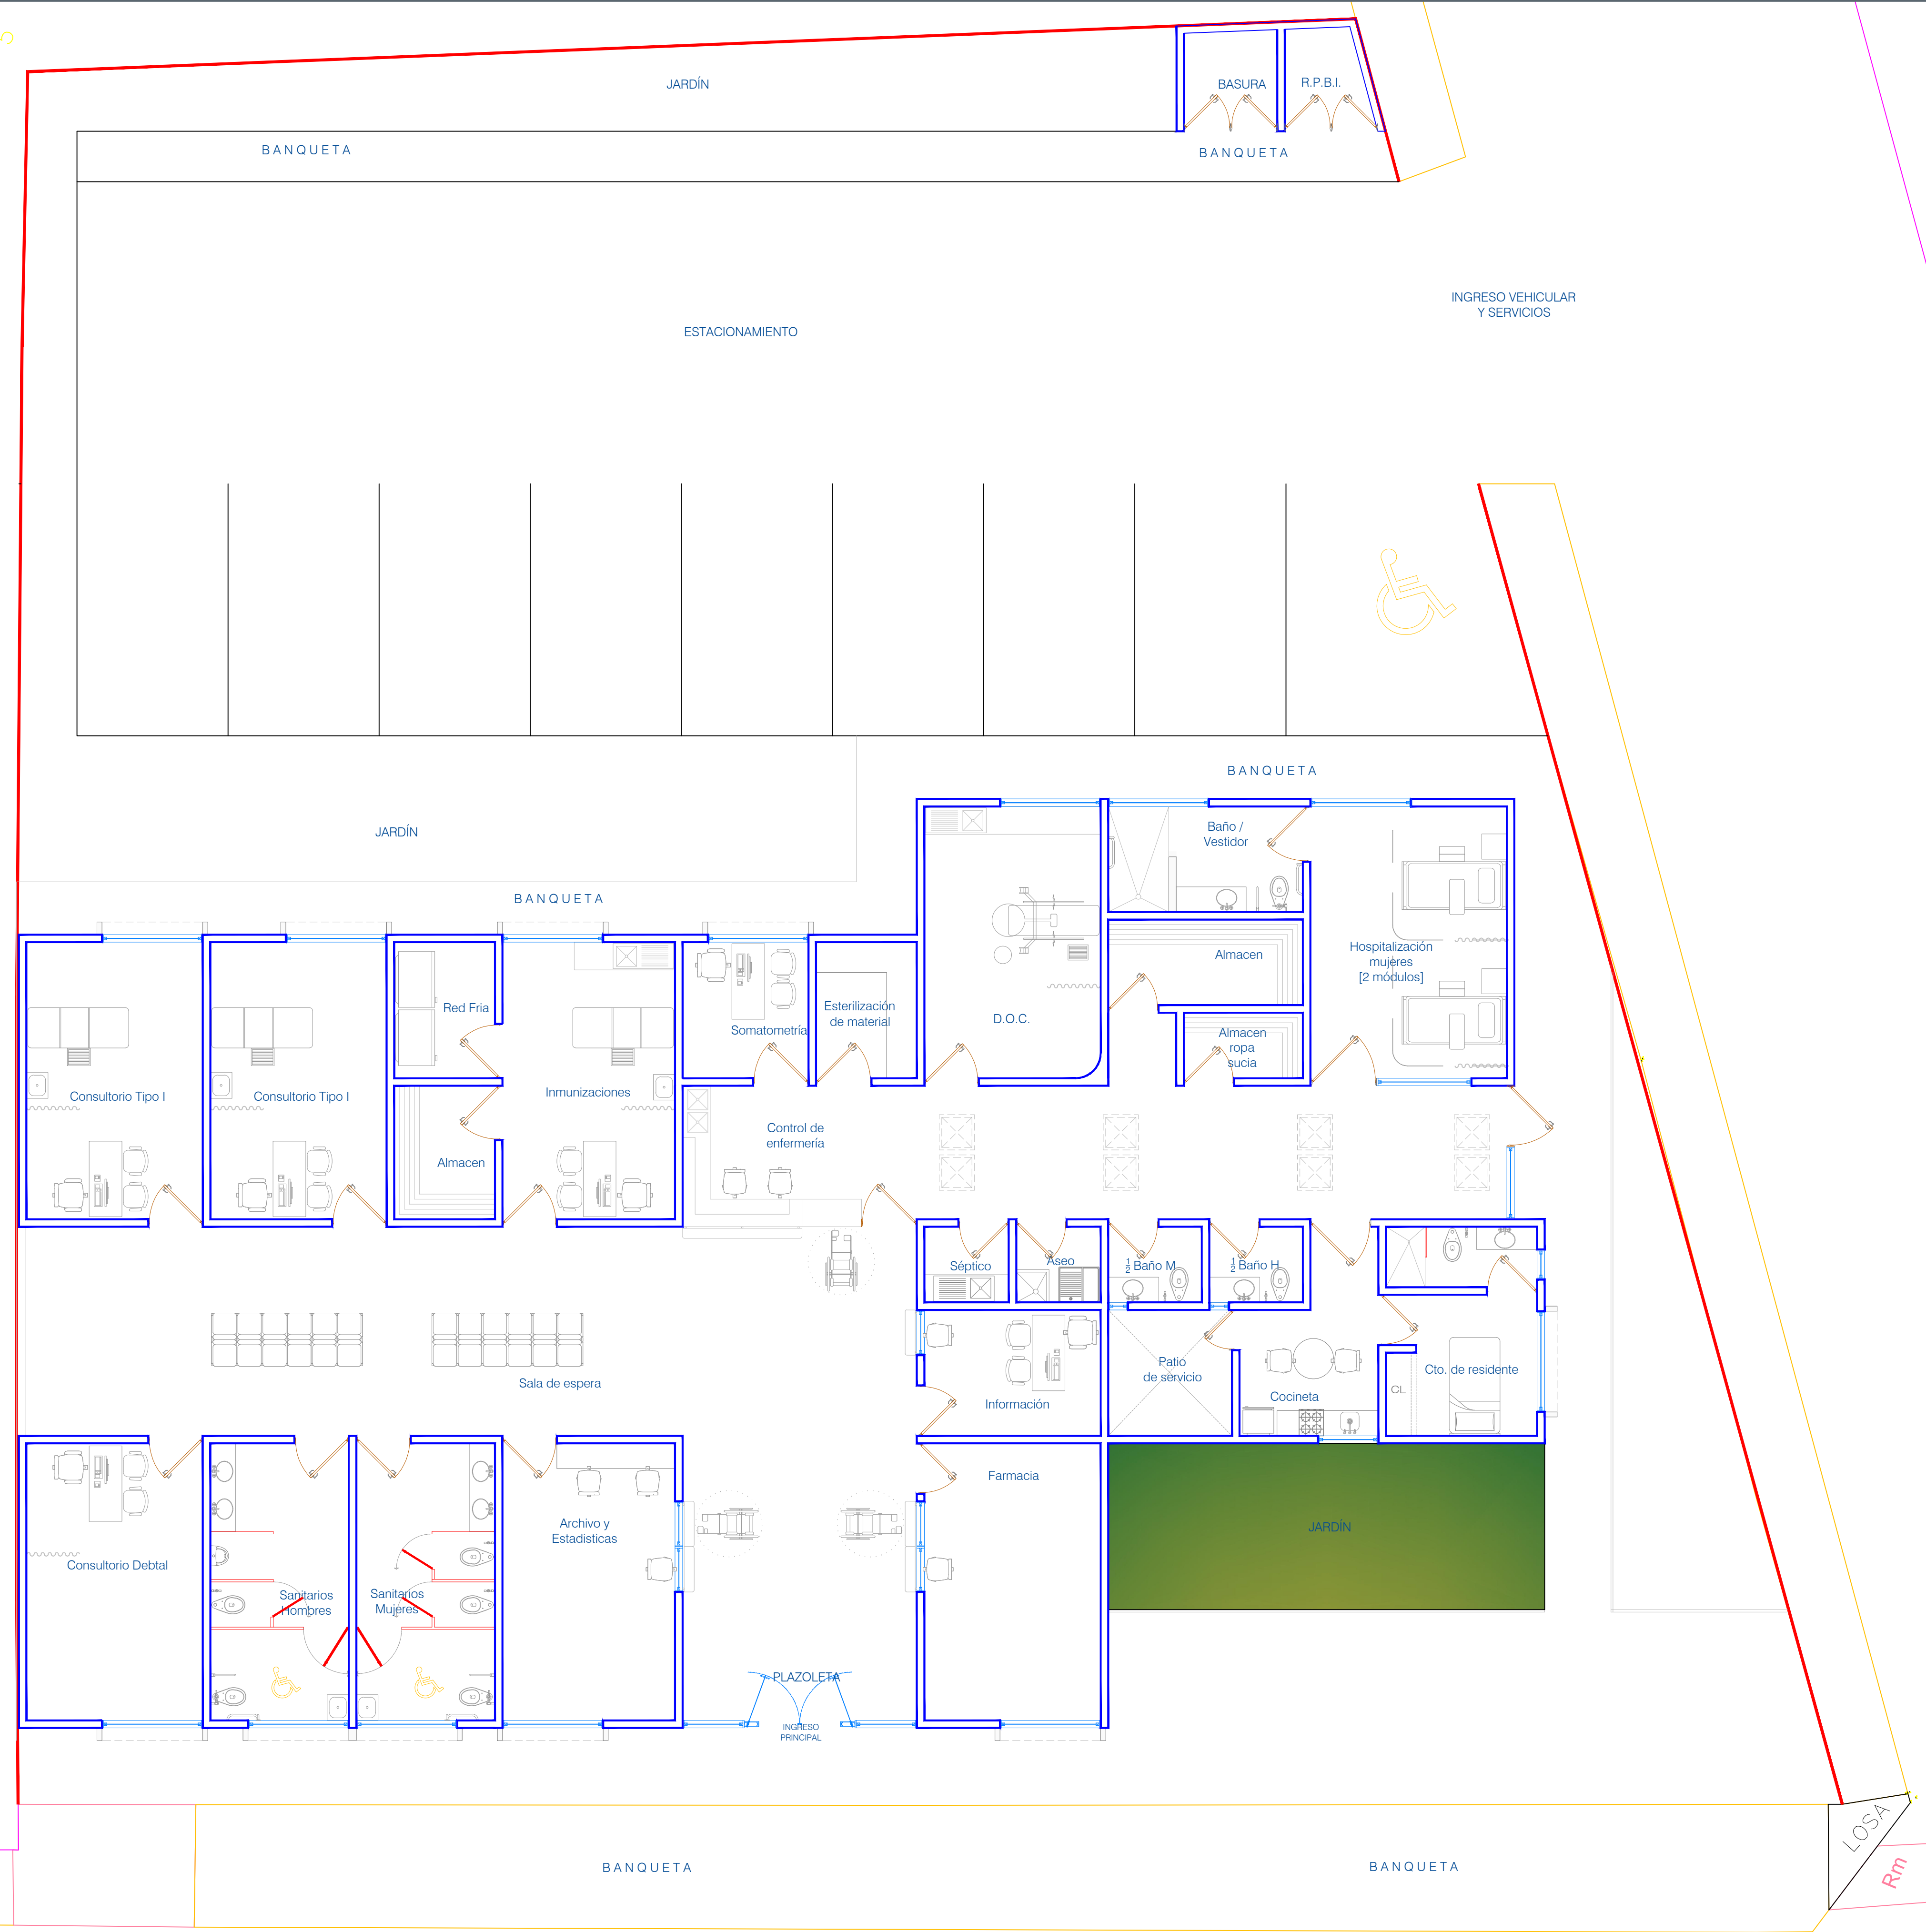 JARDÍN
BASURA
R.P.B.I.
BANQUETA
BANQUETA
INGRESO VEHICULAR
Y SERVICIOS
ESTACIONAMIENTO
BANQUETA
JARDÍN
Baño /
Vestidor
BANQUETA
Hospitalización
mujeres
[2 módulos]
Almacen
Red Fria
Esterilización
de material
Somatometría
D.O.C.
Almacen
ropa
sucia
Consultorio Tipo I
Consultorio Tipo I
Inmunizaciones
Control de
enfermería
Almacen
Séptico
Aseo
½ Baño M
½ Baño H
Sala de espera
Patio
de servicio
Cto. de residente
CL
Cocineta
Información
Farmacia
Archivo y
Estadisticas
JARDÍN
Consultorio Debtal
Sanitarios
Hombres
Sanitarios
Mujeres
PLAZOLETA
INGRESO
PRINCIPAL
LOSA
BANQUETA
BANQUETA
Rm